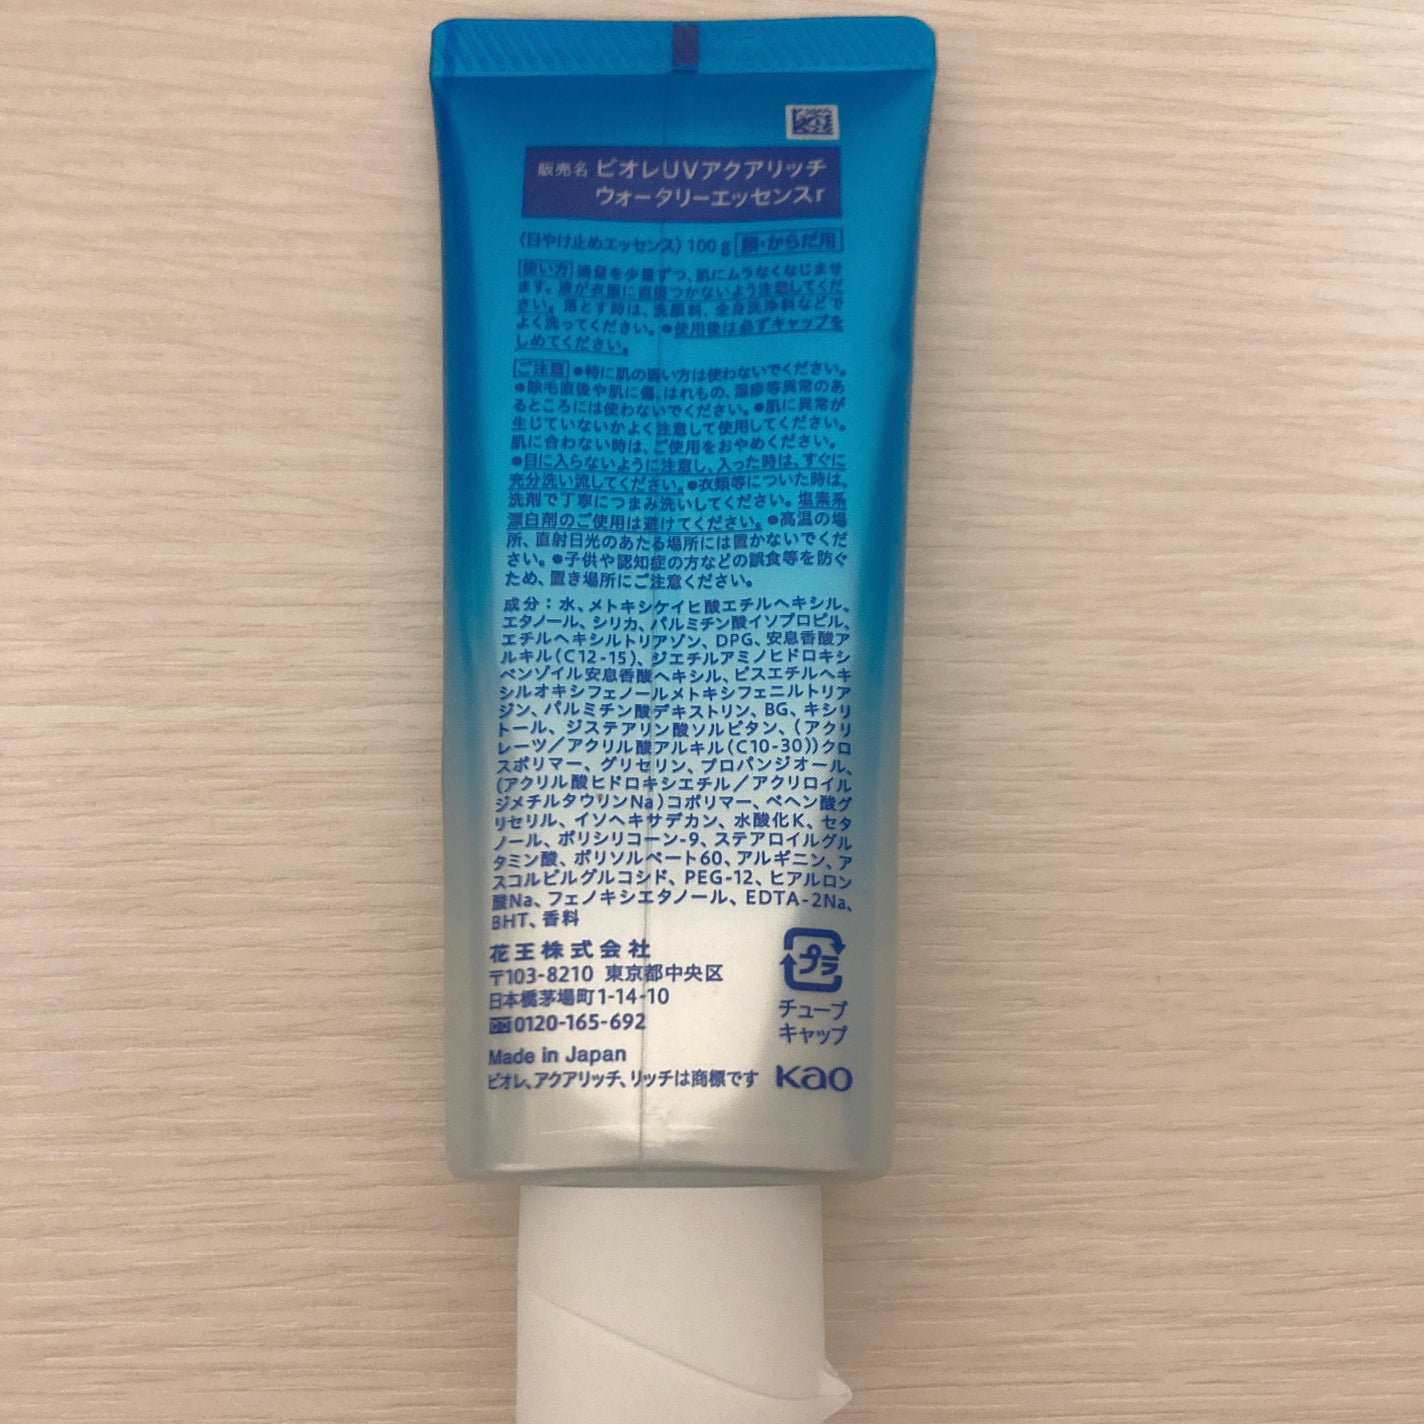 販売名 ビオレUVアクアリッチ
ウォータリーエッセンスr
〈日やけ止めエッセンス〉100g 顔・からだ用
使い方 適量を少量ずつ、肌にムラなくなじませ
ます。液が衣服に直接つかないよう注意してくだ
さい。落とす時は、洗顔料、全身洗浄料などで
よく洗ってください。●使用後は必ずキャップを
しめてください。
ご注意 ●特に肌の弱い方は使わないでください。
●除毛直後や肌に傷、はれもの、湿疹等異常のあ
るところには使わないでください。●肌に異常が
生じていないかよく注意して使用してください。
肌に合わない時は、ご使用をおやめください。
●目に入らないように注意し、入った時は、すぐに
充分洗い流してください。●衣類等についた時は、
洗剤で丁寧につまみ洗いしてください。塩素系
漂白剤のご使用は避けてください。●高温の場
所、直射日光のあたる場所には置かないでくだ
さい。●子供や認知症の方などの誤食等を防ぐ
ため、置き場所にご注意ください。
成分：水、メトキシケイヒ酸エチルヘキシル、
エタノール、シリカ、パルミチン酸イソプロピル、
エチルヘキシルトリアゾン、DPG、安息香酸ア
ルキル(C12-15)、ジエチルアミノヒドロキシ
ベンゾイル安息香酸ヘキシル、ビスエチルヘキ
シルオキシフェノールメトキシフェニルトリア
ジン、パルミチン酸デキストリン、BG、キシリ
トール、ジステアリン酸ソルビタン、(アクリ
レーツ／アクリル酸アルキル(C10-30))クロ
スポリマー、グリセリン、プロパンジオール、
(アクリル酸ヒドロキシエチル／アクリロイル
ジメチルタウリンNa)コポリマー、ベヘン酸グ
リセリル、イソヘキサデカン、水酸化K、セタ
ノール、ポリシリコーン-9、ステアロイルグル
タミン酸、ポリソルベート60、アルギニン、ア
スコルビルグルコシド、PEG-12、ヒアルロン
酸Na、フェノキシエタノール、EDTA-2Na、
BHT、香料
花王株式会社
〒103-8210 東京都中央区
日本橋茅場町1-14-10
0120-165-692
Made in Japan
ビオレ、アクアリッチ、リッチは商標です
プラ
チューブ
キャップ
Kao